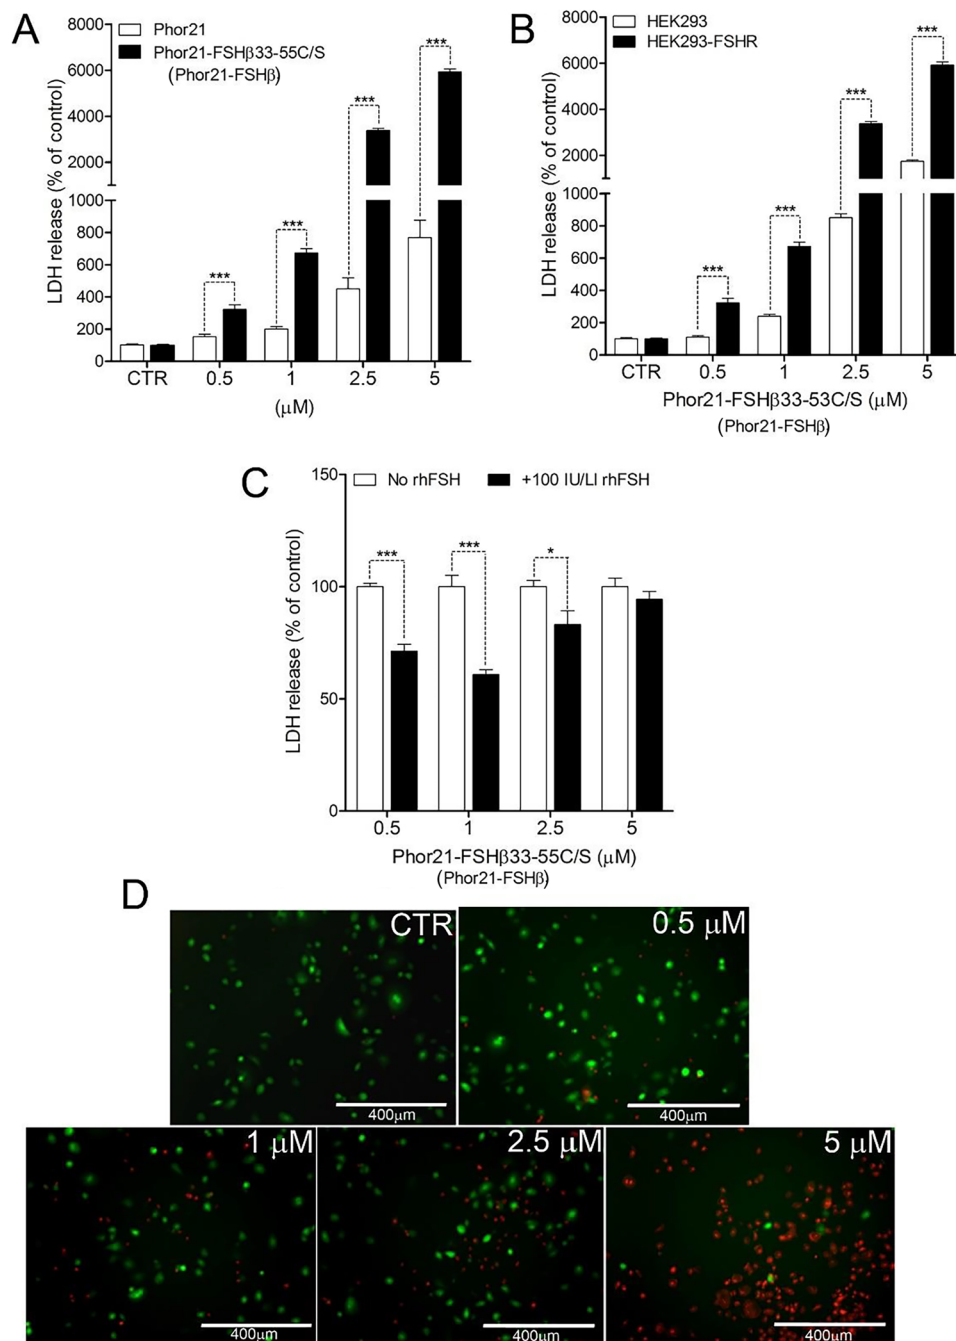 A
8000
6000
4000
2000
1000
800
600
400
200
0
LDH release (% of control)
Phor21
Phor21-FSHβ33-55C/S
(Phor21-FSHβ)
***
***
***
***
CTR 0.5 1 2.5 5
(μM)
B
8000
6000
4000
2000
1000
800
600
400
200
0
LDH release (% of control)
HEK293
HEK293-FSHR
***
***
***
***
CTR 0.5 1 2.5 5
Phor21-FSHβ33-53C/S (μM)
(Phor21-FSHβ)
C
150
100
50
0
LDH release (% of control)
No rhFSH +100 IU/LI rhFSH
*** *** *
0.5 1 2.5 5
Phor21-FSHβ33-55C/S (μM)
(Phor21-FSHβ)
D
CTR
400μm
0.5 μM
400μm
1 μM
400μm
2.5 μM
400μm
5 μM
400μm